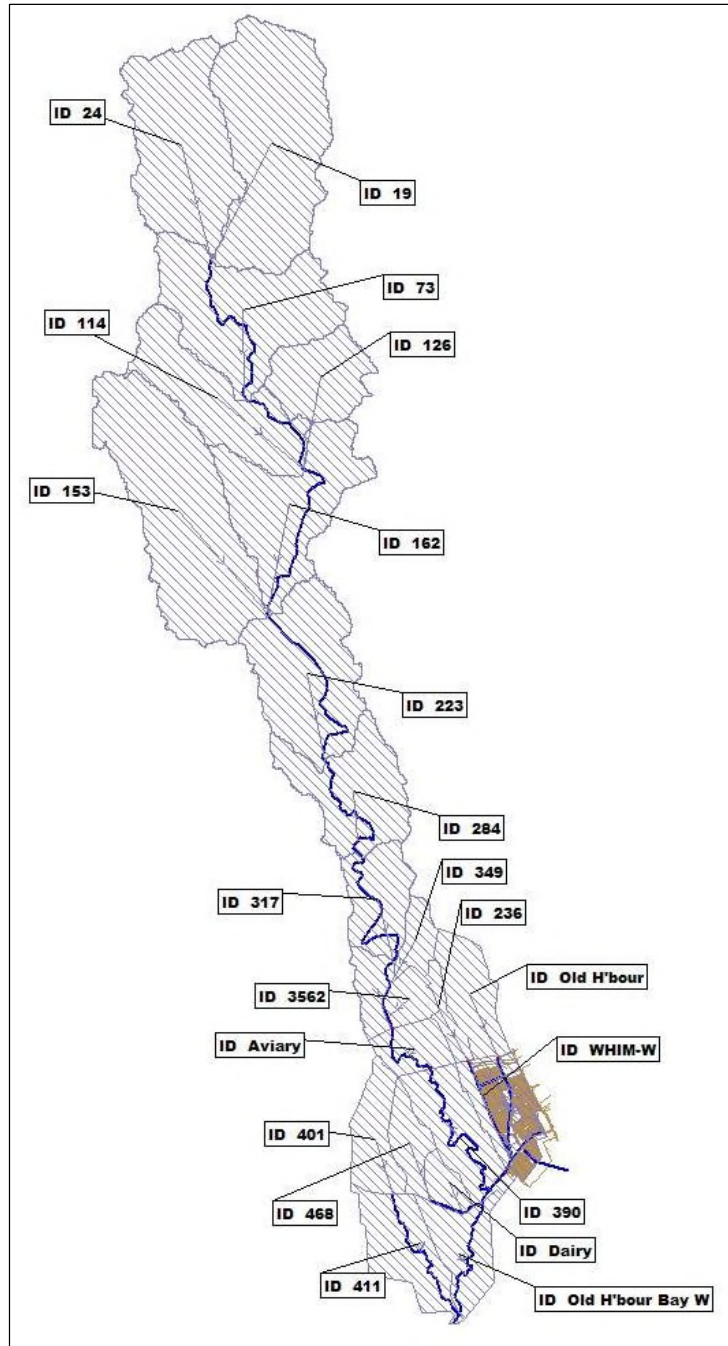 ID 24
ID 19
ID 73
ID 114
ID 126
ID 153
ID 162
ID 223
ID 284
ID 349
ID 317
ID 236
ID Old H'bour
ID 3562
ID Aviary
ID WHIM-W
ID 401
ID 468
ID 390
ID Dairy
ID 411
ID Old H'bour Bay W